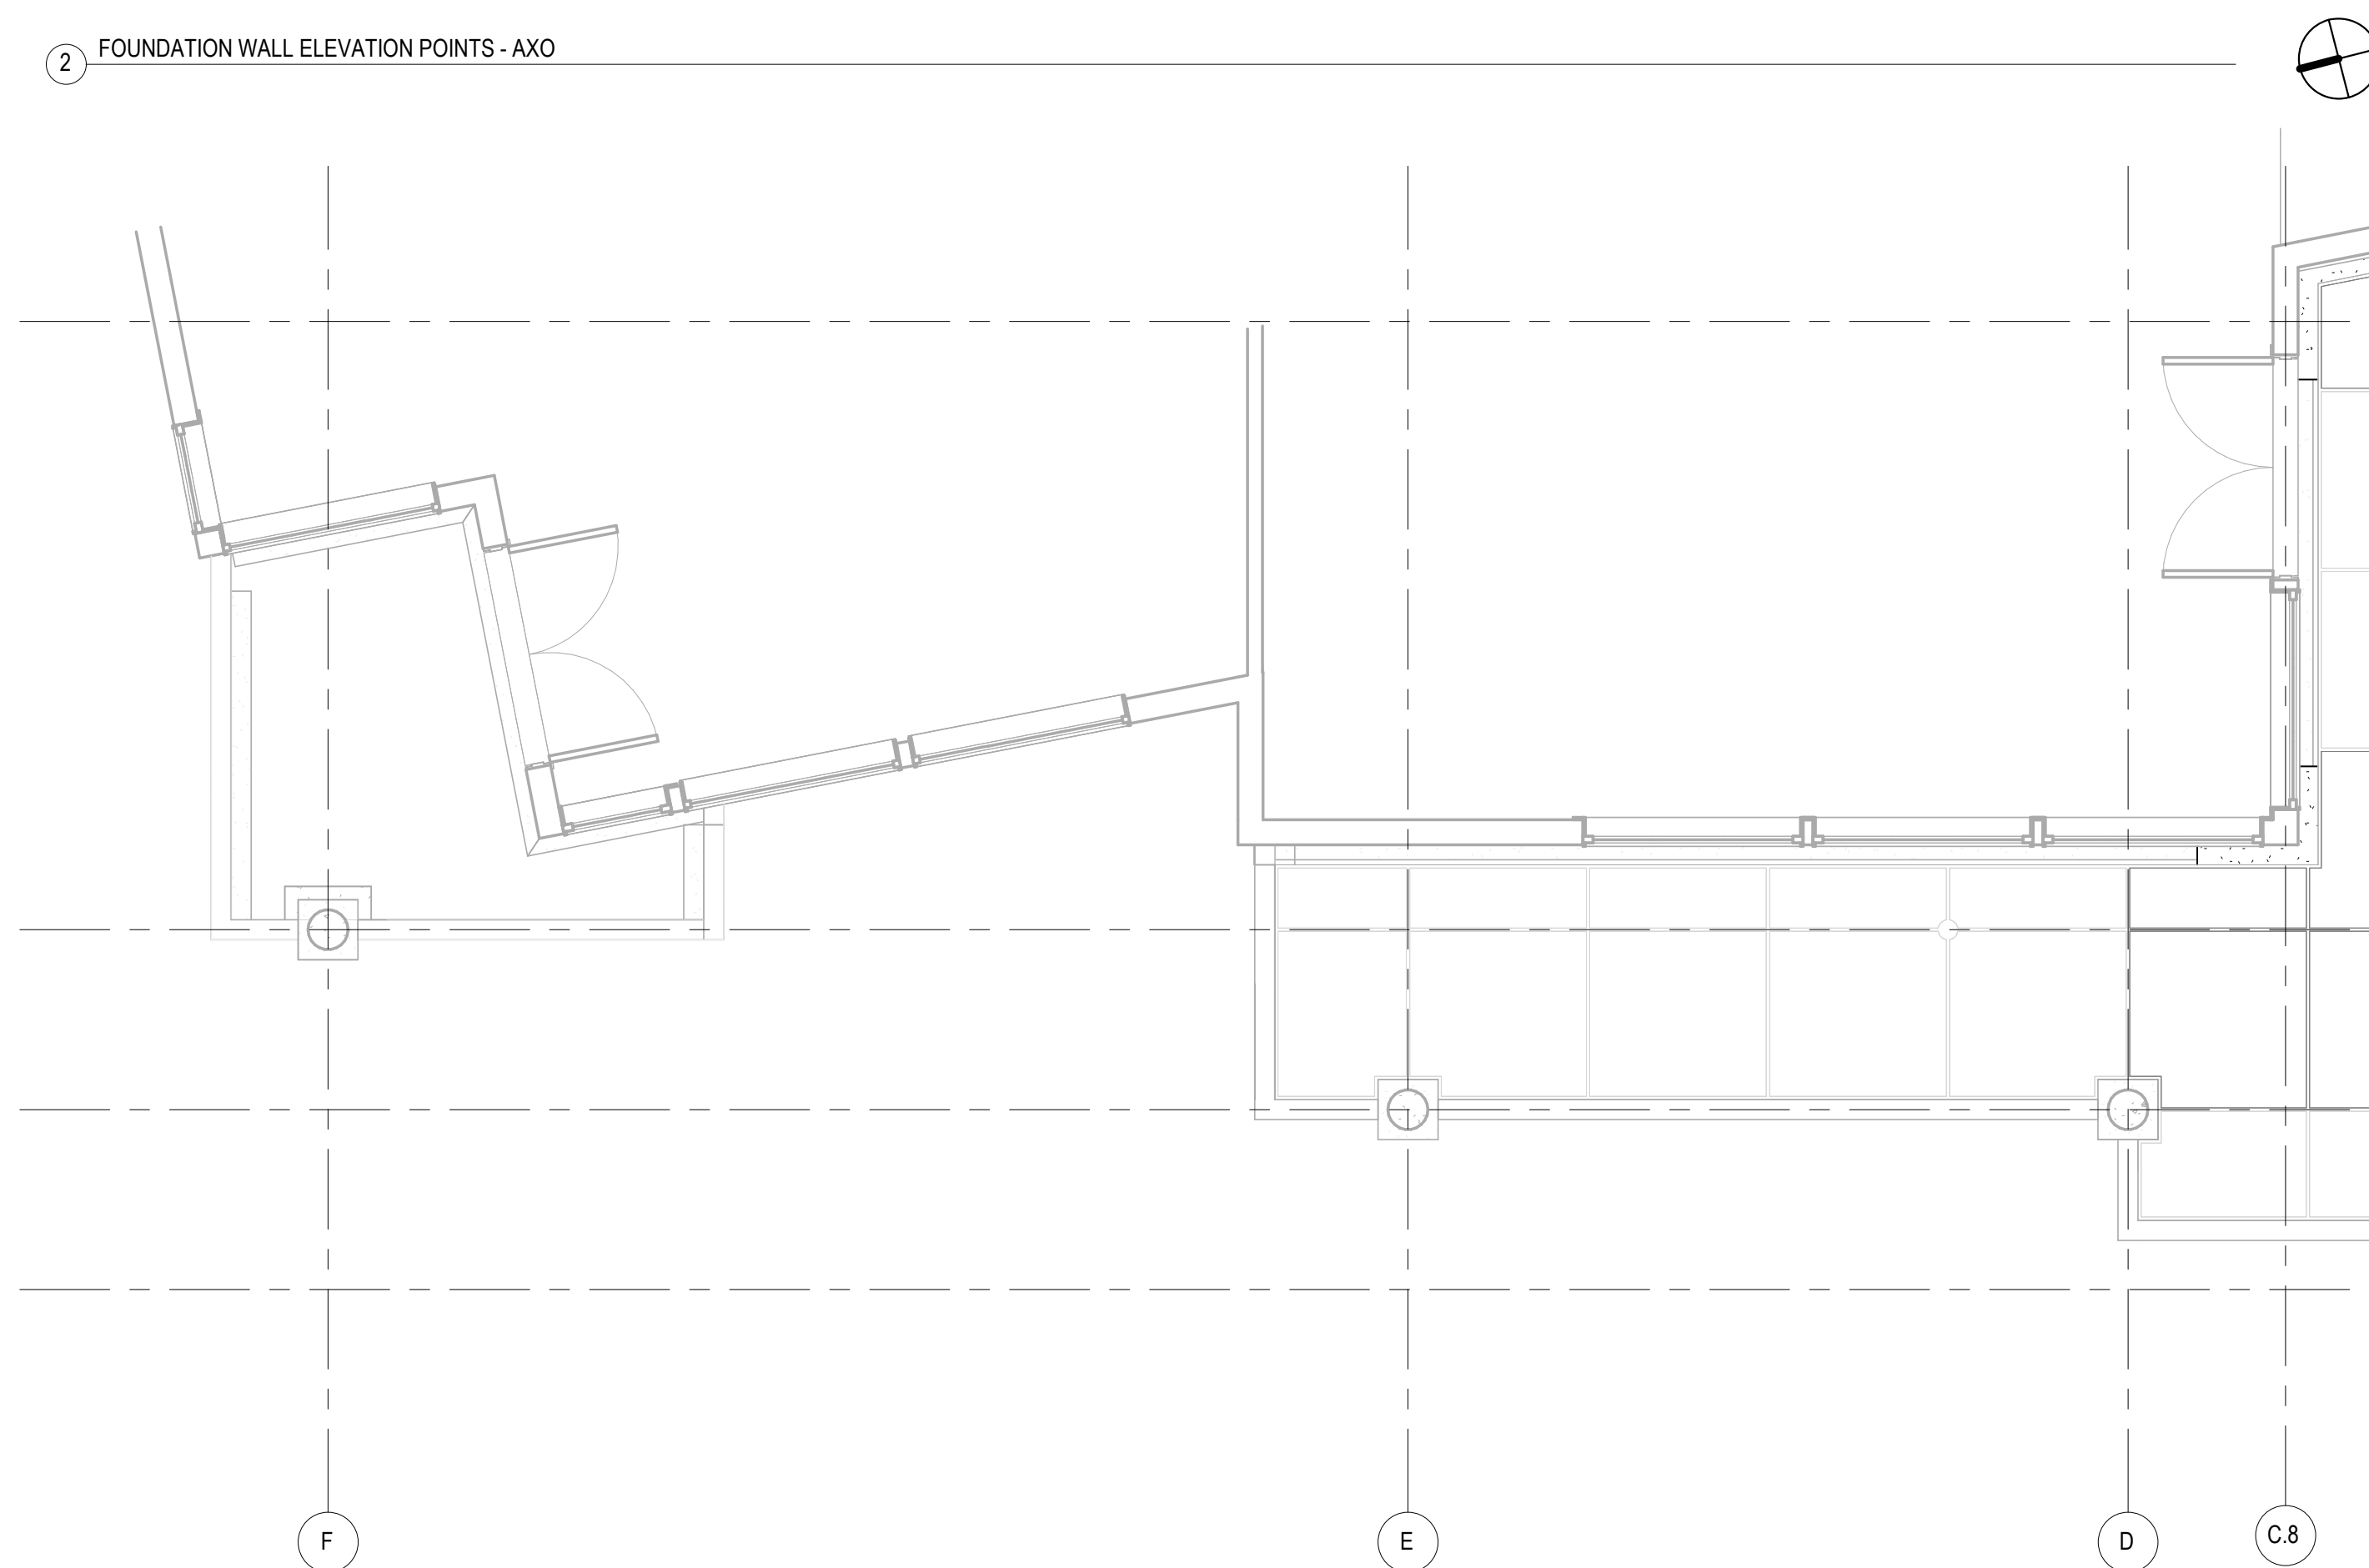 2
FOUNDATION WALL ELEVATION POINTS - AXO
F
E
D
C.8